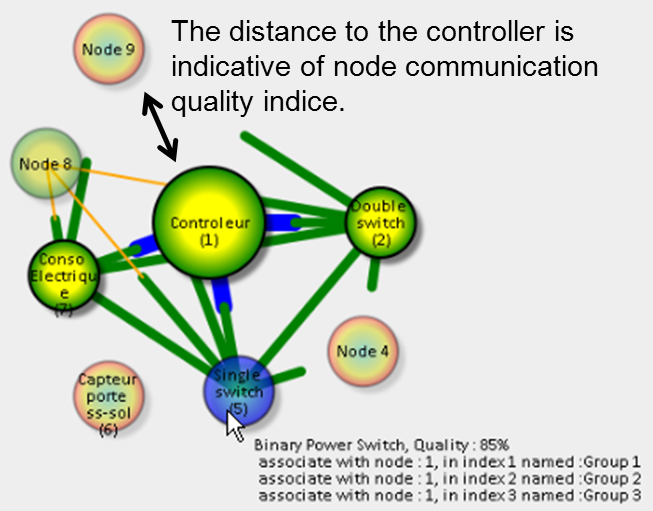 Node 9
The distance to the controller is
indicative of node communication
quality indice.
Node 8
Controleur
(1)
Double
switch
(2)
Conso
Electriqu
e
(7)
Node 4
Capteur
porte
ss-sol
(6)
Single
switch
(5)
Binary Power Switch, Quality : 85%
associate with node : 1, in index 1 named :Group 1
associate with node : 1, in index 2 named :Group 2
associate with node : 1, in index 3 named :Group 3